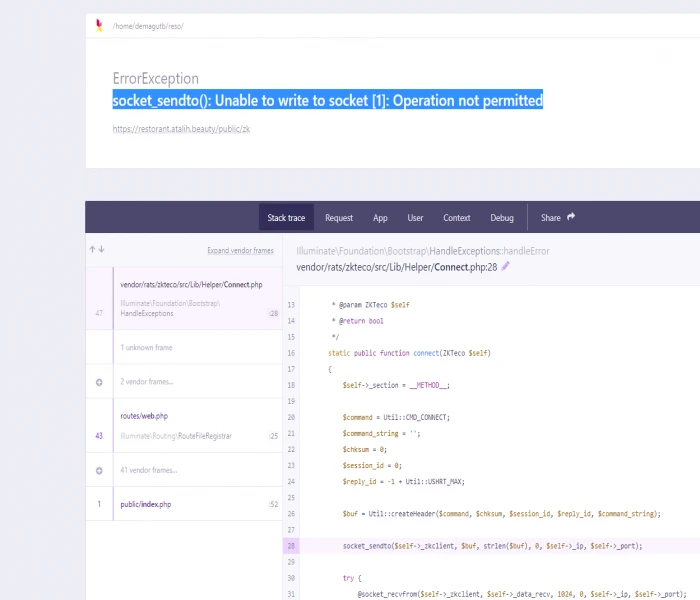 /home/demagutb/reso/
ErrorException
socket_sendto(): Unable to write to socket [1]: Operation not permitted
https://restorant.atalih.beauty/public/zk
Stack trace Request App User Context Debug Share
Expand vendor frames
vendor/rats/zkteco/src/Lib/Helper/Connect.php
Illuminate\Foundation\Bootstrap\
47 HandleExceptions :28
1 unknown frame
2 vendor frames...
routes/web.php
43 Illuminate\Routing\RouteFileRegistrar :25
41 vendor frames...
1 public/index.php :52
Illuminate\Foundation\Bootstrap\HandleExceptions::handleError
vendor/rats/zkteco/src/Lib/Helper/Connect.php:28
13 * @param ZKTeco $self
14 * @return bool
15 */
16 static public function connect(ZKTeco $self)
17 {
18 $self->_section = __METHOD__;
19
20 $command = Util::CMD_CONNECT;
21 $command_string = '';
22 $chksum = 0;
23 $session_id = 0;
24 $reply_id = -1 + Util::USHRT_MAX;
25
26 $buf = Util::createHeader($command, $chksum, $session_id, $reply_id, $command_string);
27
28 socket_sendto($self->_zkclient, $buf, strlen($buf), 0, $self->_ip, $self->_port);
29
30 try {
31 @socket_recvfrom($self->_zkclient, $self->_data_recv, 1024, 0, $self->_ip, $self->_port);